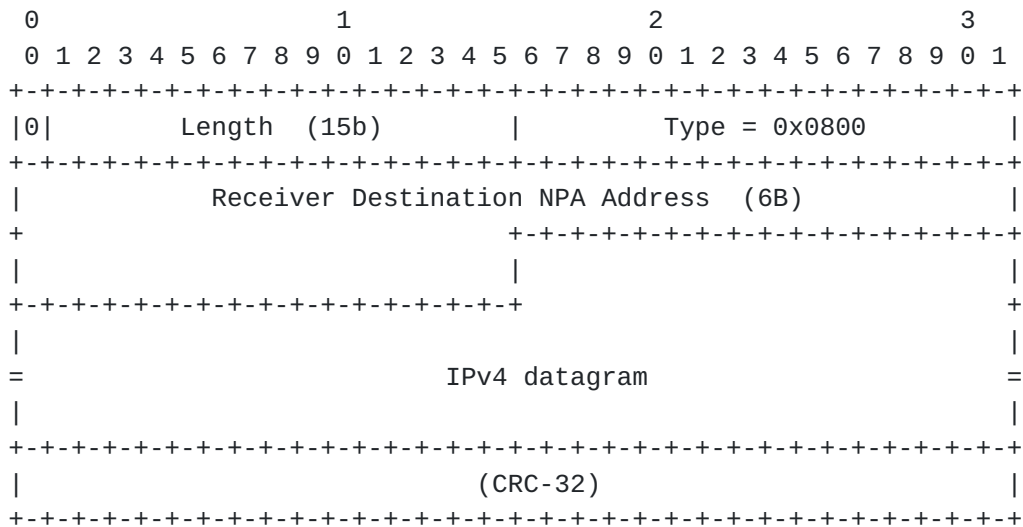 0                   1                   2                   3
 0 1 2 3 4 5 6 7 8 9 0 1 2 3 4 5 6 7 8 9 0 1 2 3 4 5 6 7 8 9 0 1
+-+-+-+-+-+-+-+-+-+-+-+-+-+-+-+-+-+-+-+-+-+-+-+-+-+-+-+-+-+-+-+-+
|0|        Length  (15b)        |         Type = 0x0800         |
+-+-+-+-+-+-+-+-+-+-+-+-+-+-+-+-+-+-+-+-+-+-+-+-+-+-+-+-+-+-+-+-+
|            Receiver Destination NPA Address  (6B)             |
+                               +-+-+-+-+-+-+-+-+-+-+-+-+-+-+-+-+
|                               |                               |
+-+-+-+-+-+-+-+-+-+-+-+-+-+-+-+-+                               +
|                                                               |
=                           IPv4 datagram                       =
|                                                               |
+-+-+-+-+-+-+-+-+-+-+-+-+-+-+-+-+-+-+-+-+-+-+-+-+-+-+-+-+-+-+-+-+
|                             (CRC-32)                          |
+-+-+-+-+-+-+-+-+-+-+-+-+-+-+-+-+-+-+-+-+-+-+-+-+-+-+-+-+-+-+-+-+